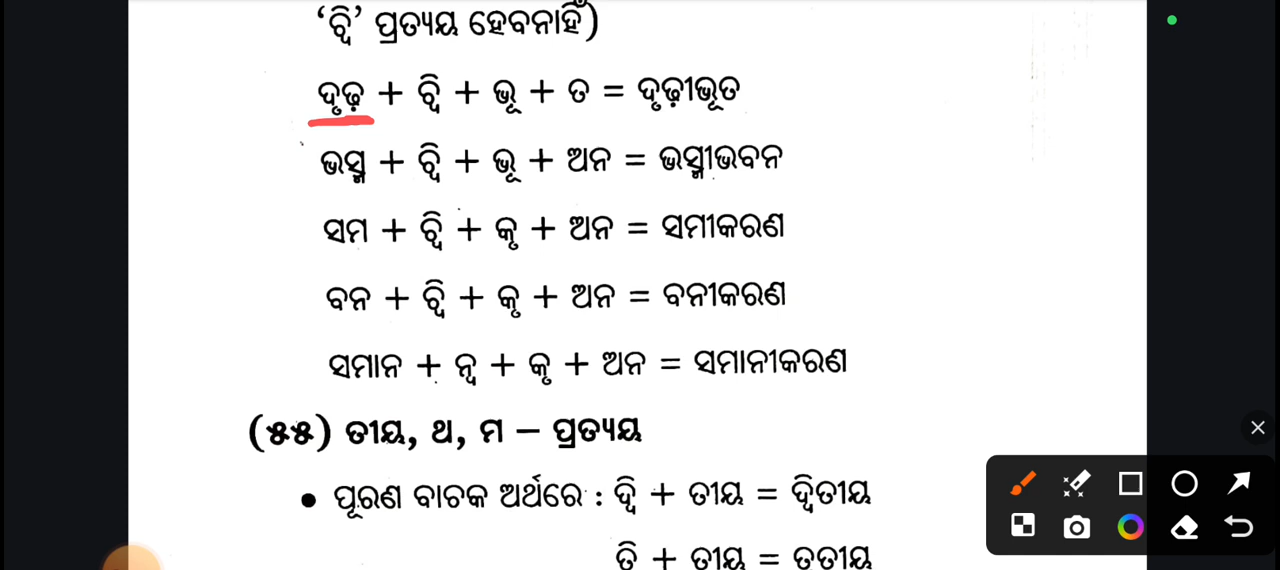 ‘ଚ୍ଵି’ ପ୍ରତ୍ୟୟ ହେବନାହିଁ)
ଦୃଢ଼ + ଚ୍ଵି + ଭୂ + ତ = ଦୃଢ଼ୀଭୂତ
ଭସ୍ମ + ଚ୍ଵି + ଭୂ + ଅନ = ଭସ୍ମୀଭବନ
ସମ + ଚ୍ଵି + କୃ + ଅନ = ସମୀକରଣ
ବନ + ଚ୍ଵି + କୃ + ଅନ = ବନୀକରଣ
ସମାନ + ନ୍ଵ + କୃ + ଅନ = ସମାନୀକରଣ
(୫୫) ତୀୟ, ଥ, ମ – ପ୍ରତ୍ୟୟ
• ପୂରଣ ବାଚକ ଅର୍ଥରେ : ଦ୍ଵି + ତୀୟ = ଦ୍ଵିତୀୟ
+ ତୀୟ =